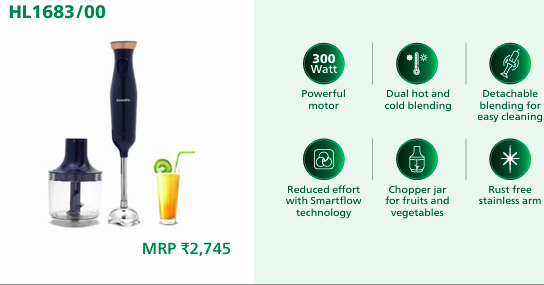 HL1683/00
PHILIPS
MRP ₹2,745
300
Watt
Powerful
motor
Dual hot and
cold blending
Detachable
blending for
easy cleaning
Reduced effort
with Smartflow
technology
Chopper jar
for fruits and
vegetables
Rust free
stainless arm